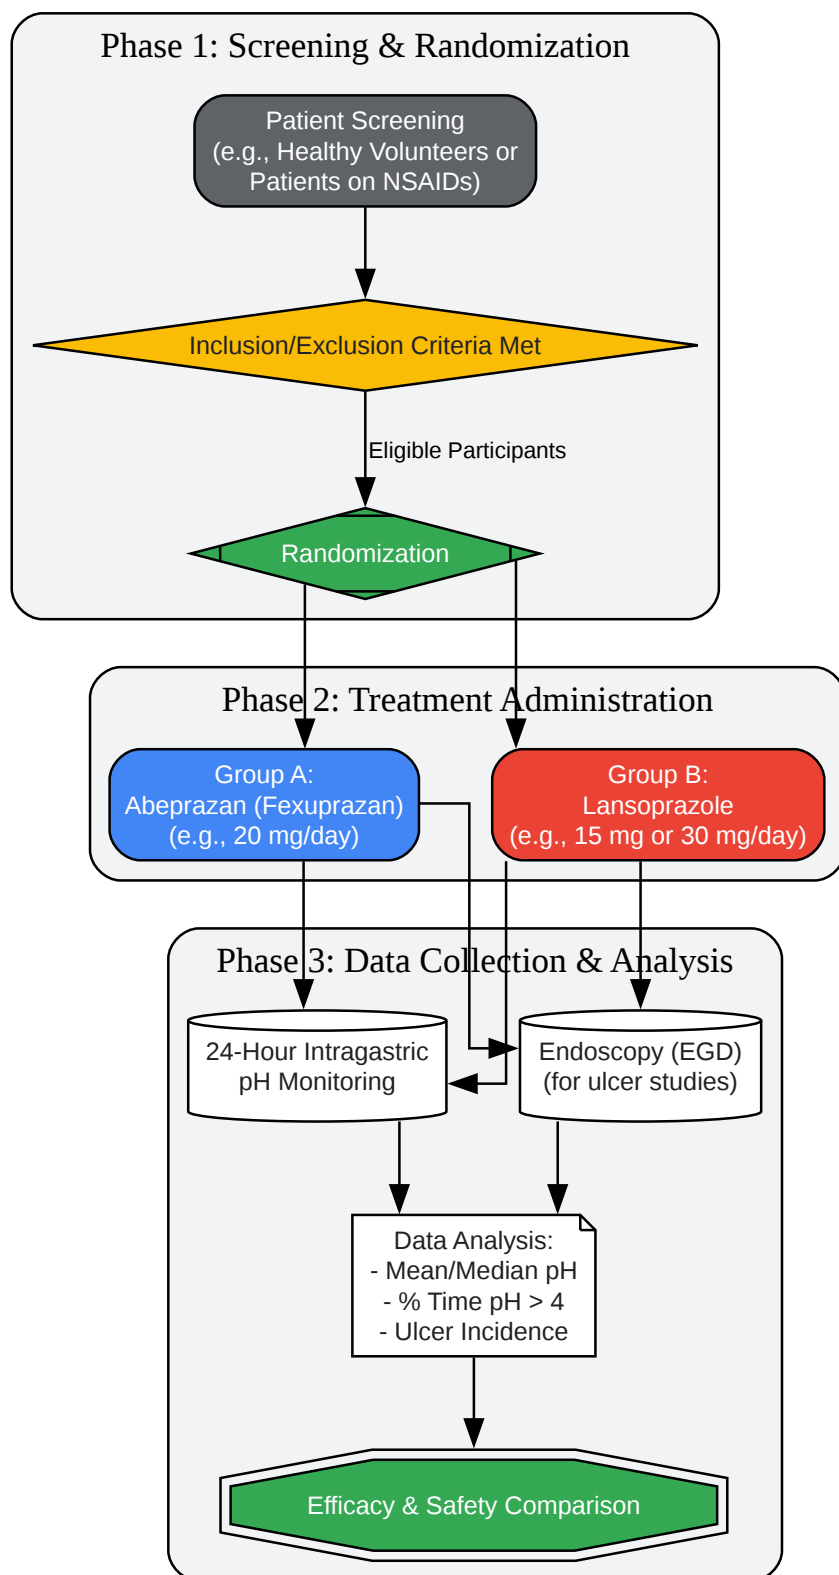 Phase 1: Screening & Randomization
Patient Screening
(e.g., Healthy Volunteers or
Patients on NSAIDs)
Inclusion/Exclusion Criteria Met
Eligible Participants
Randomization
Phase 2: Treatment Administration
Group A:
Abeprazan (Fexuprazan)
(e.g., 20 mg/day)
Group B:
Lansoprazole
(e.g., 15 mg or 30 mg/day)
Phase 3: Data Collection & Analysis
24-Hour Intragastric
pH Monitoring
Endoscopy (EGD)
(for ulcer studies)
Data Analysis:
- Mean/Median pH
- % Time pH > 4
- Ulcer Incidence
Efficacy & Safety Comparison